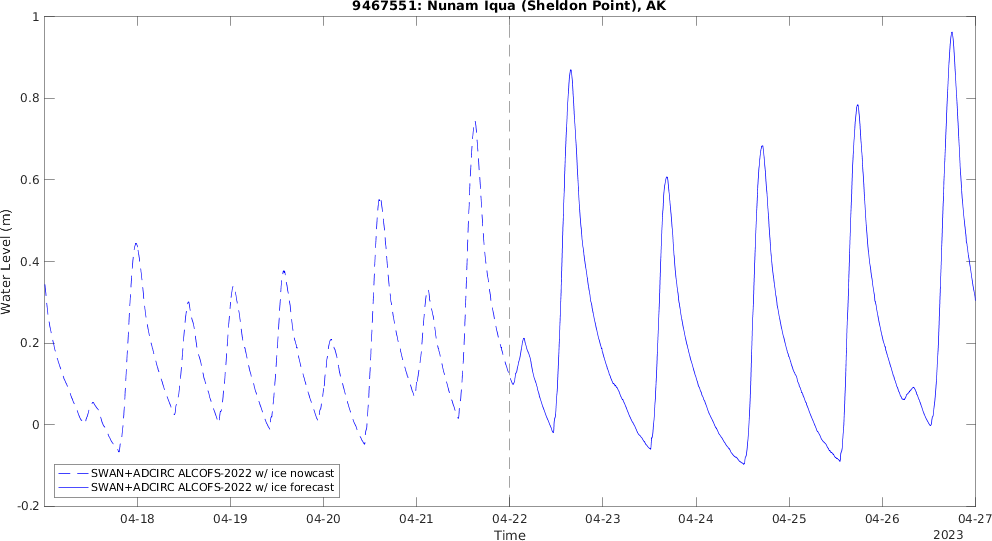 9467551: Nunam Iqua (Sheldon Point), AK
1
0.8
0.6
0.4
0.2
0
-0.2
Water Level (m)
SWAN+ADCIRC ALCOFS-2022 w/ ice nowcast
SWAN+ADCIRC ALCOFS-2022 w/ ice forecast
04-18 04-19 04-20 04-21 04-22 04-23 04-24 04-25 04-26 04-27
Time
2023